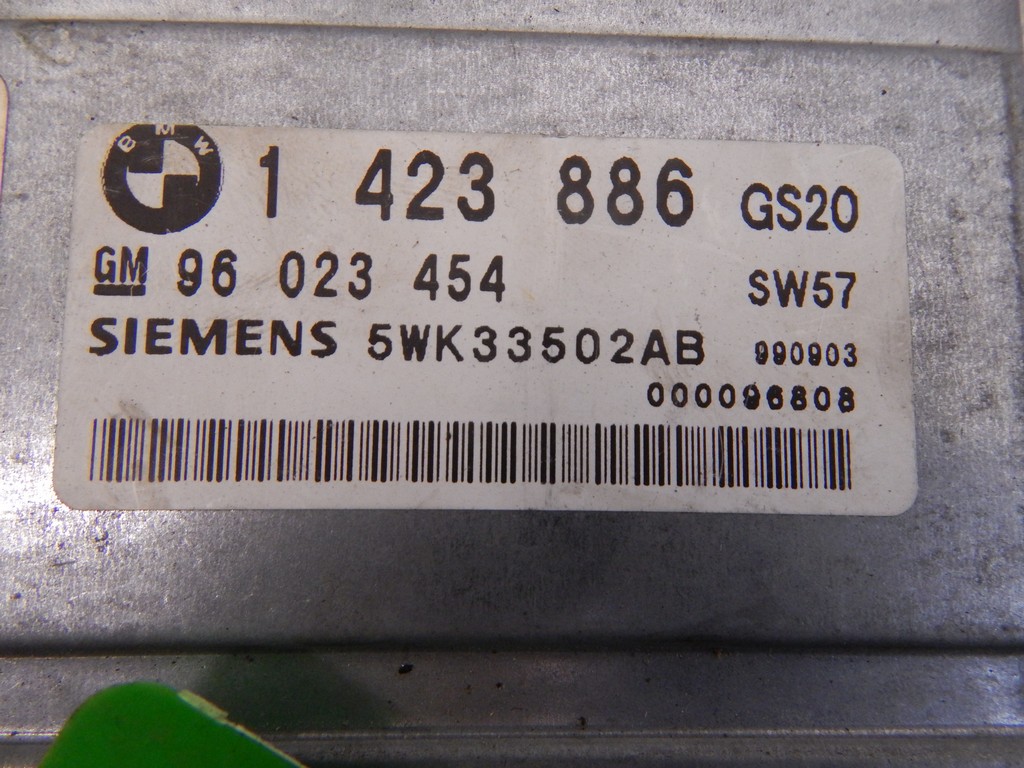 BMW 1 423 886 GS20
GM 96 023 454 SW57
SIEMENS 5WK33502AB 990903
000096808